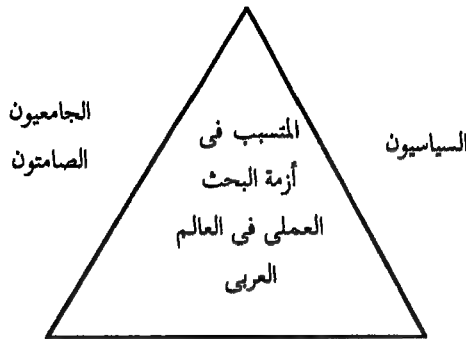 السياسيون
المتسبب فى
أزمة البحث
العملى فى العالم
العربى
الجامعيون
الصامتون